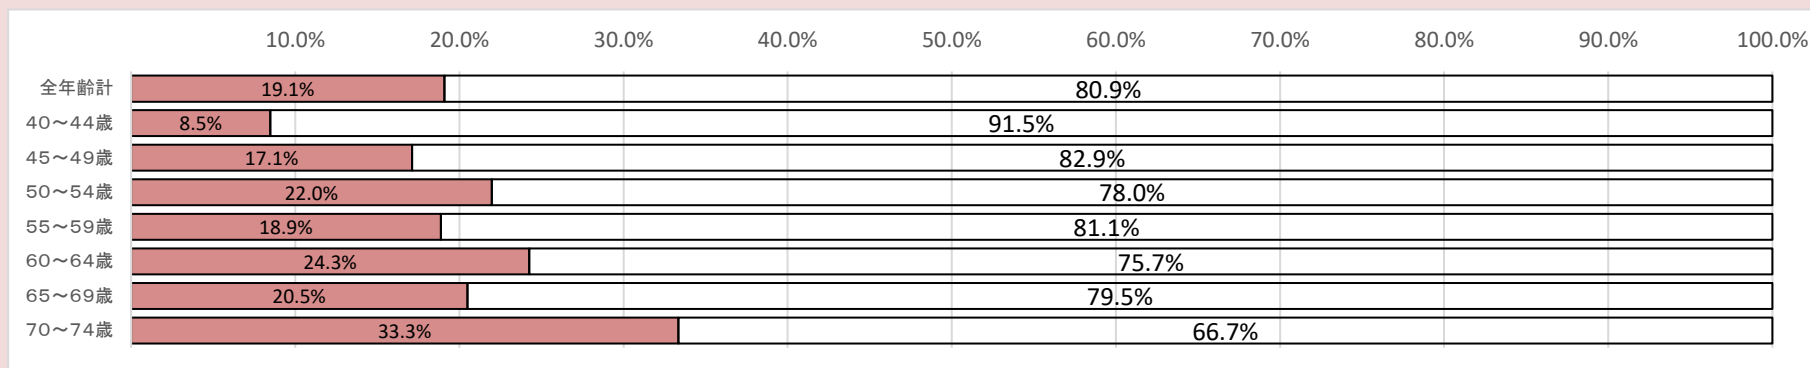 10.0% 20.0% 30.0% 40.0% 50.0% 60.0% 70.0% 80.0% 90.0% 100.0%
全年齢計 19.1% 80.9%
40～44歳 8.5% 91.5%
45～49歳 17.1% 82.9%
50～54歳 22.0% 78.0%
55～59歳 18.9% 81.1%
60～64歳 24.3% 75.7%
65～69歳 20.5% 79.5%
70～74歳 33.3% 66.7%